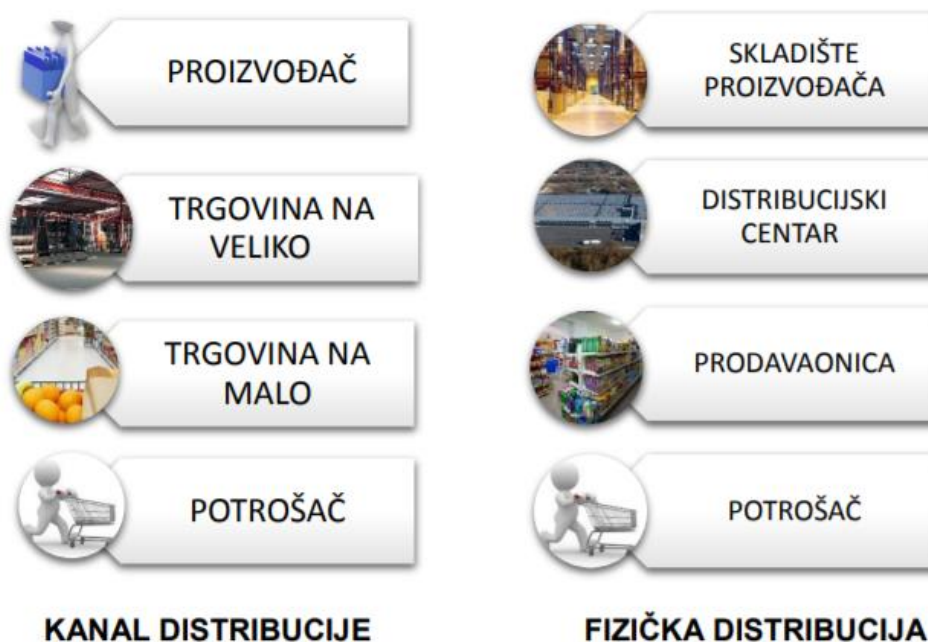 PROIZVOĐAČ
TRGOVINA NA
VELIKO
TRGOVINA NA
MALO
POTROŠAČ
KANAL DISTRIBUCIJE
SKLADIŠTE
PROIZVOĐAČA
DISTRIBUCIJSKI
CENTAR
PRODAVAONICA
POTROŠAČ
FIZIČKA DISTRIBUCIJA